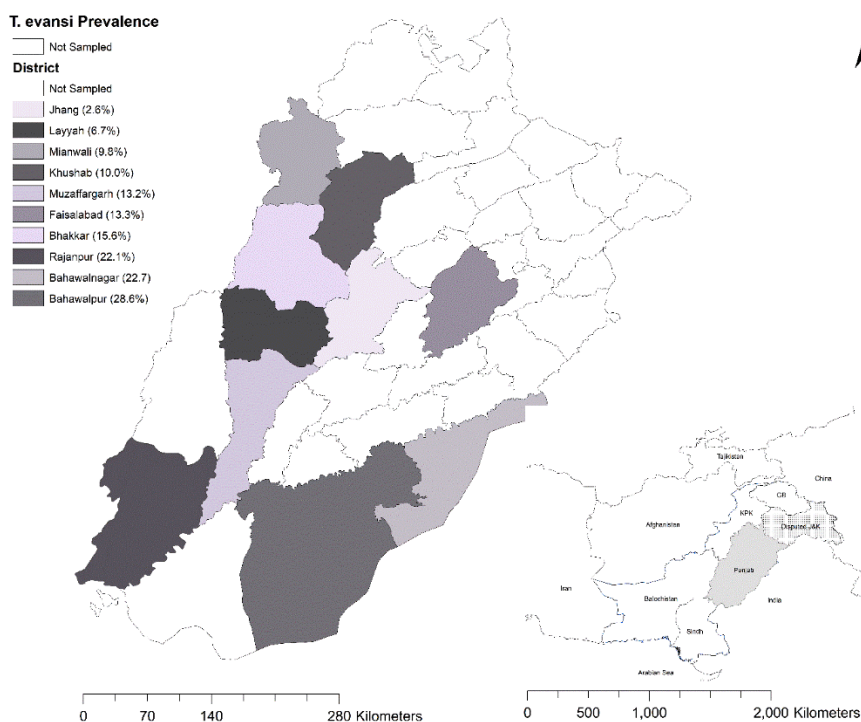 T. evansi Prevalence
Not Sampled
District
Not Sampled
Jhang (2.6%)
Layyah (6.7%)
Mianwali (9.8%)
Khushab (10.0%)
Muzaffargarh (13.2%)
Faisalabad (13.3%)
Bhakkar (15.6%)
Rajanpur (22.1%)
Bahawalnagar (22.7)
Bahawalpur (28.6%)
Tajikistan
China
GB
KPK
Afghanistan
Disputed J&K
Punjab
Iran
Balochistan
India
Sindh
Arabian Sea
0 70 140 280 Kilometers
0 500 1,000 2,000 Kilometers